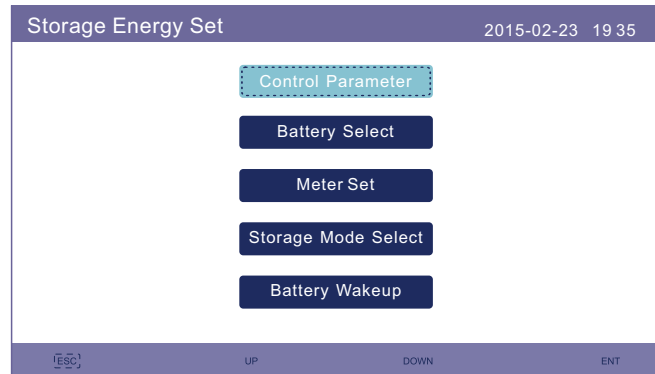 Storage Energy Set 2015-02-23 19 35
Control Parameter
Battery Select
Meter Set
Storage Mode Select
Battery Wakeup
ESC UP DOWN ENT